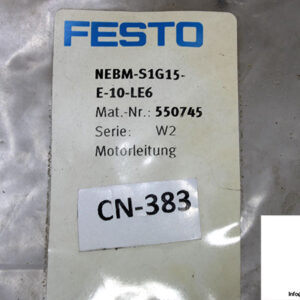 FESTO
NEBM-S1G15-
E-10-LE6
Mat.-Nr.: 550745
Serie: W2
Motorleitung
CN-383